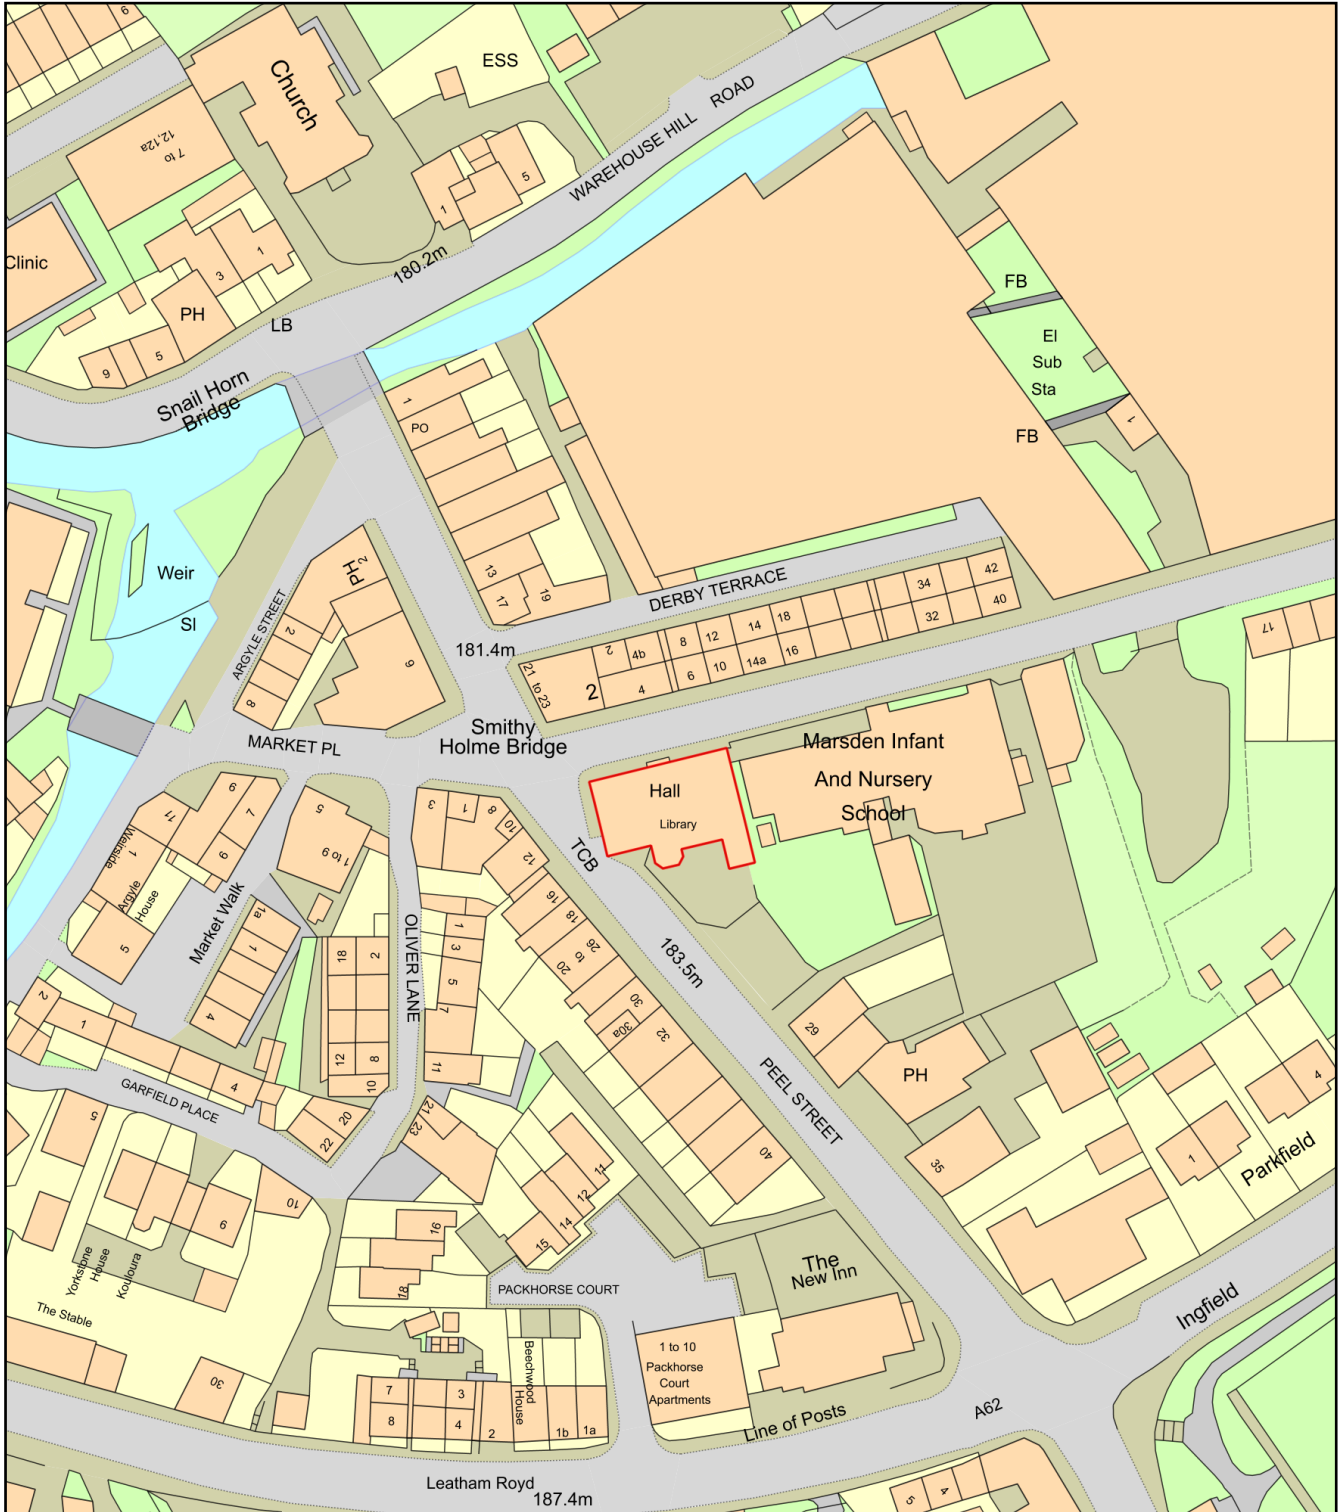 9
Church
ESS
WAREHOUSE HILL ROAD
7 to
12,12a
5
1
Clinic
3
1
180.2m
PH
LB
5
9
Snail Horn
Bridge
FB
El
Sub
Sta
FB
1
1
PO
Weir
Sl
13
17
19
PH
2
ARGYLE STREET
2
8
9
181.4m
DERBY TERRACE
21 to 23
2
2
4b
4
8
6
12
10
14
14a
18
16
34
32
42
40
17
MARKET PL
Smithy
Holme Bridge
Marsden Infant
And Nursery
School
Hall
Library
TCB
9
7
9
11
Weirside
1
Argyle
House
5
5
1 to 9
Market Walk
1a
1
4
3
1
8
10
12
16
18
20
to
26
30
30a
32
40
OLIVER LANE
1
3
5
7
11
18
2
12
8
10
183.5m
29
PH
35
PEEL STREET
2
1
4
GARFIELD PLACE
20
22
21
23
5
9
10
Yorkstone
House
Kouloura
The Stable
30
16
18
11
12
14
15
PACKHORSE COURT
The
New Inn
1 to 10
Packhorse
Court
Apartments
Beechwood
House
7
8
3
4
2
1b
1a
Line of Posts
A62
Ingfield
Parkfield
1
4
Leatham Royd
187.4m
5
4